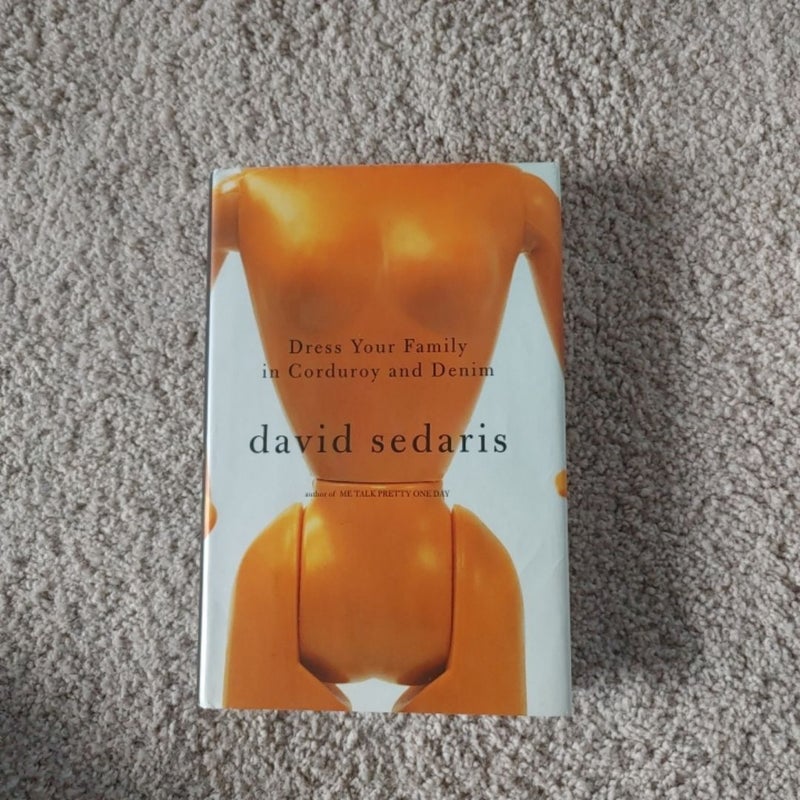 Dress Your Family
in Corduroy and Denim
david sedaris
author of ME TALK PRETTY ONE DAY